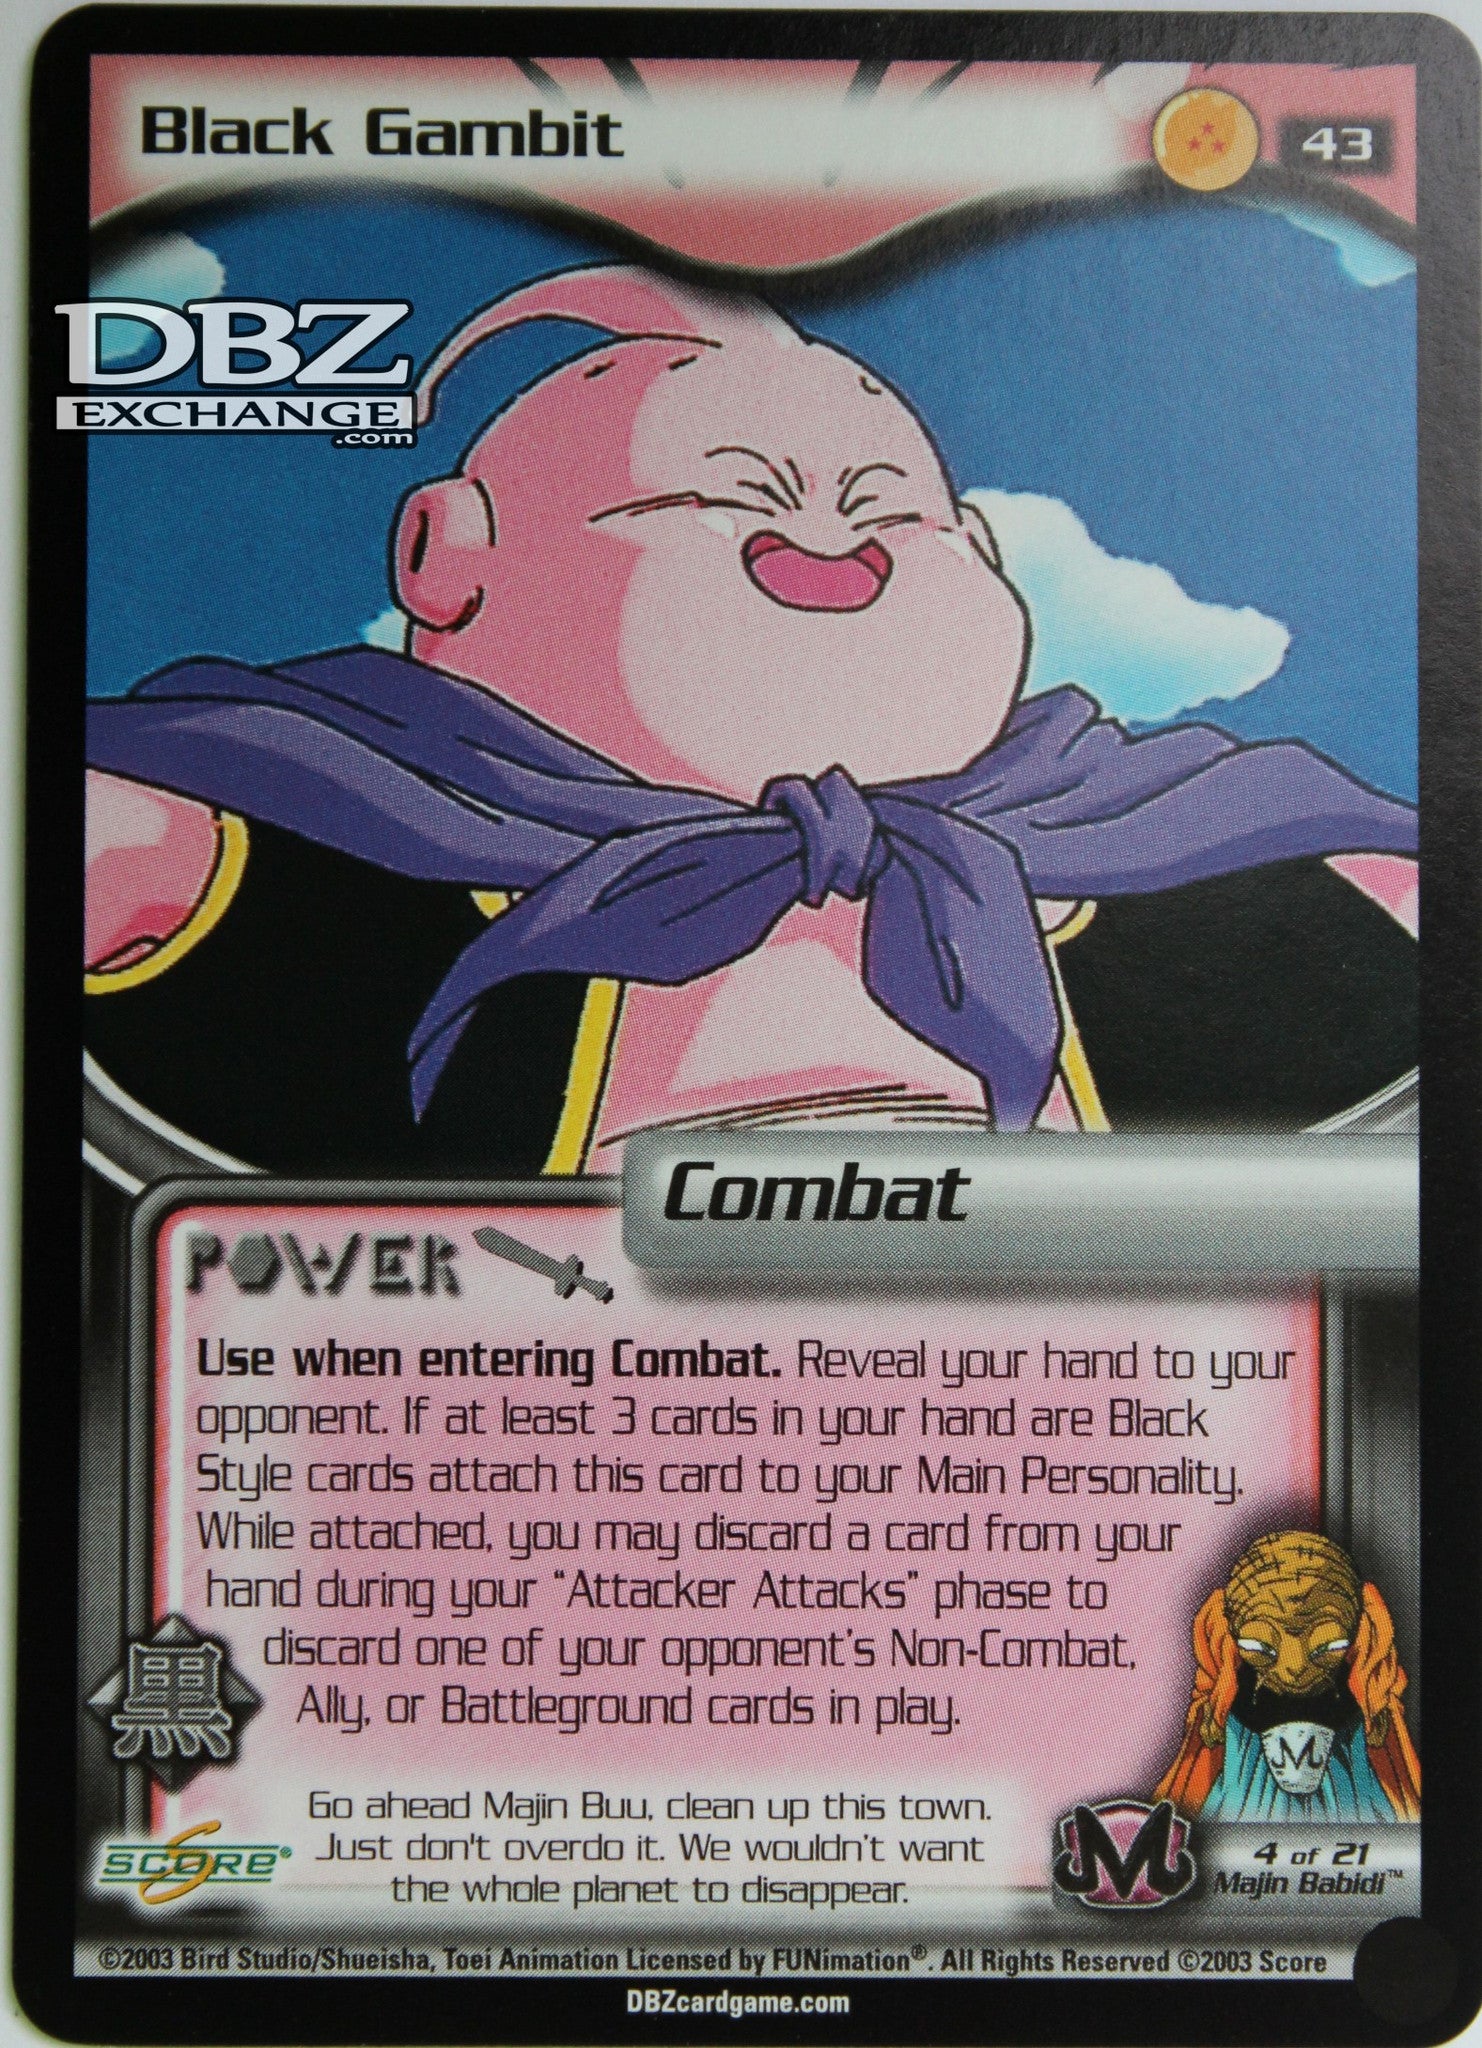 Black Gambit
43
DBZ
EXCHANGE
.com
Combat
POWER
Use when entering Combat. Reveal your hand to your
opponent. If at least 3 cards in your hand are Black
Style cards attach this card to your Main Personality.
While attached, you may discard a card from your
hand during your "Attacker Attacks" phase to
discard one of your opponent's Non-Combat,
Ally, or Battleground cards in play.
黒
Go ahead Majin Buu, clean up this town.
Just don't overdo it. We wouldn't want
the whole planet to disappear.
SCORE®
M
M
4 of 21
Majin Babidi™
©2003 Bird Studio/Shueisha, Toei Animation Licensed by FUNimation®. All Rights Reserved ©2003 Score
DBZcardgame.com